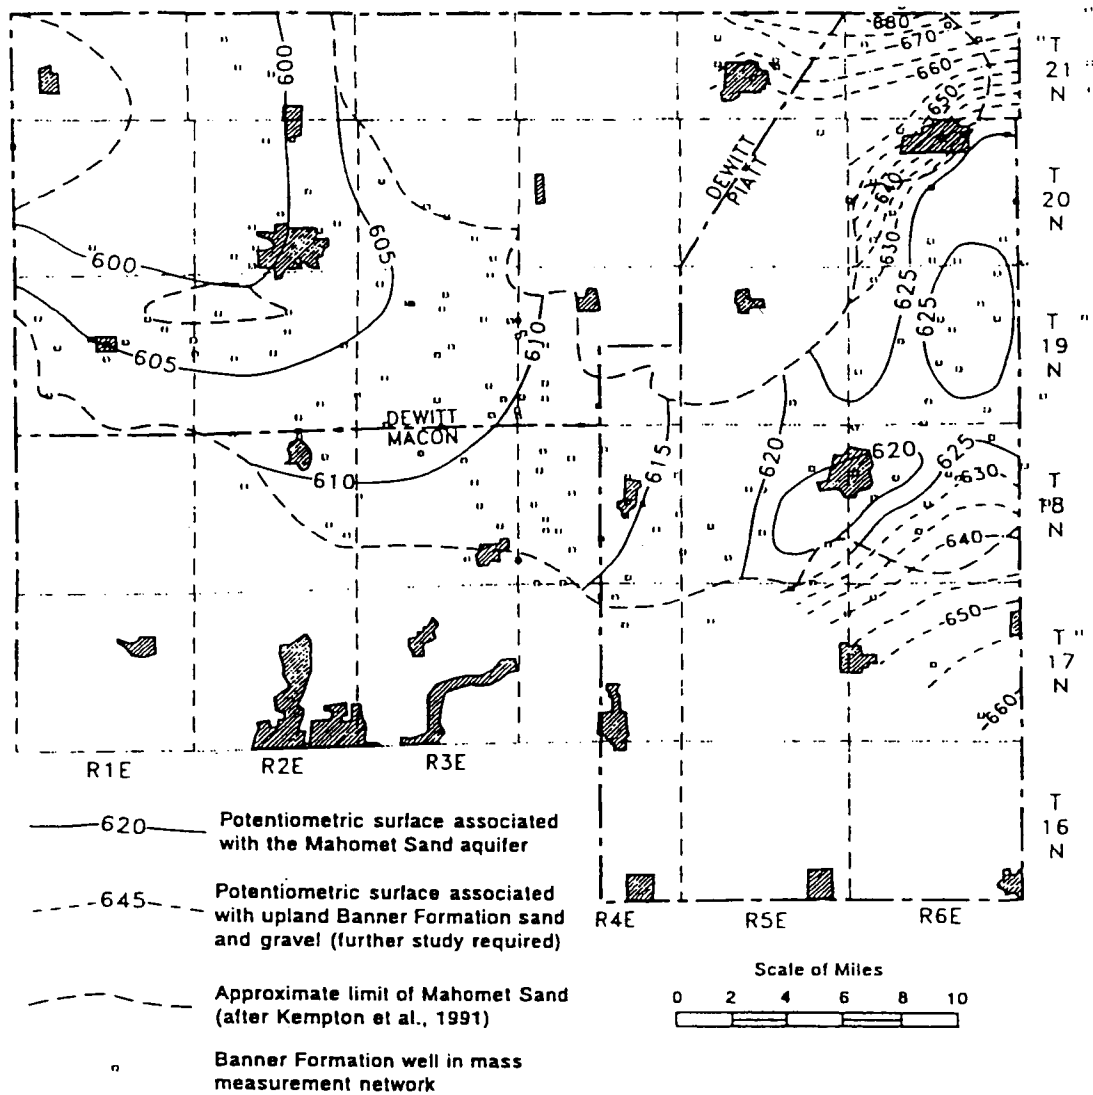 680
670
660
650
640
630
625
625
600
600
605
605
610
610
615
620
620
625
630
640
650
660
DEWITT
PIATT
DEWITT
MACON
T
21
N
T
20
N
T
19
N
T
18
N
T
17
N
T
16
N
R1E
R2E
R3E
R4E
R5E
R6E
620
Potentiometric surface associated
with the Mahomet Sand aquifer
645
Potentiometric surface associated
with upland Banner Formation sand
and gravel (further study required)
Approximate limit of Mahomet Sand
(after Kempton et al., 1991)
Banner Formation well in mass
measurement network
Scale of Miles
0 2 4 6 8 10